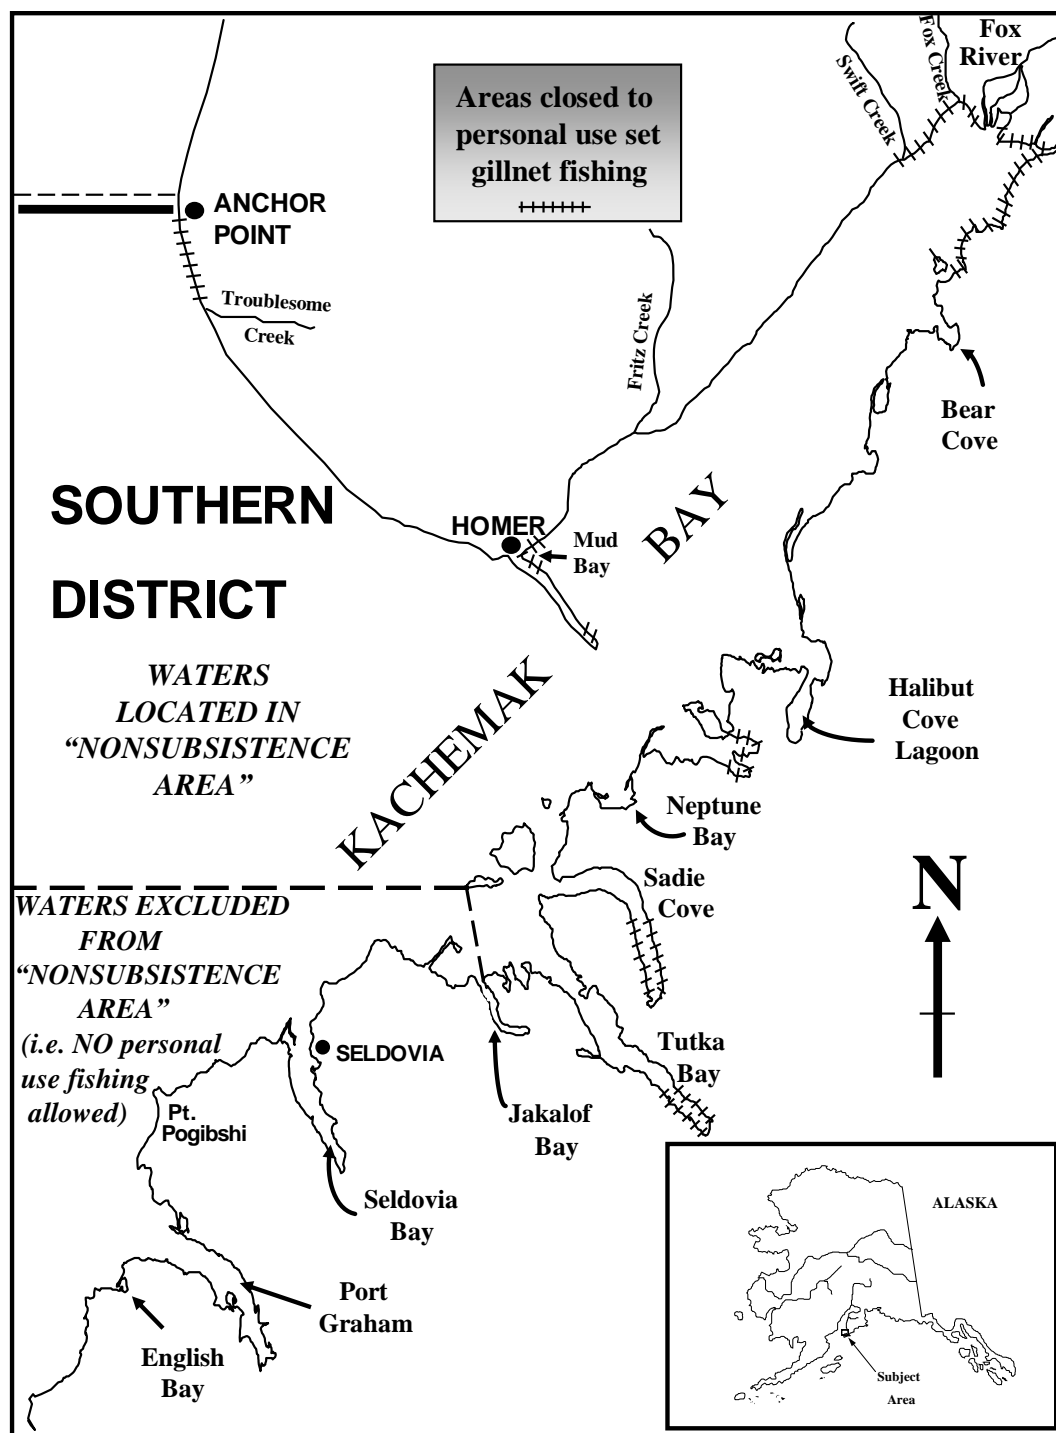 Fox
River
Fox Creek
Swift Creek
Areas closed to
personal use set
gillnet fishing
ANCHOR
POINT
Troublesome
Creek
Fritz Creek
Bear
Cove
SOUTHERN
DISTRICT
HOMER
Mud
Bay
KACHEMAK BAY
WATERS
LOCATED IN
“NONSUBSISTENCE
AREA”
Halibut
Cove
Lagoon
Neptune
Bay
Sadie
Cove
N
WATERS EXCLUDED
FROM
“NONSUBSISTENCE
AREA”
(i.e. NO personal
use fishing
allowed)
SELDOVIA
Tutka
Bay
Pt.
Pogibshi
Jakalof
Bay
Seldovia
Bay
Port
Graham
English
Bay
ALASKA
Subject
Area